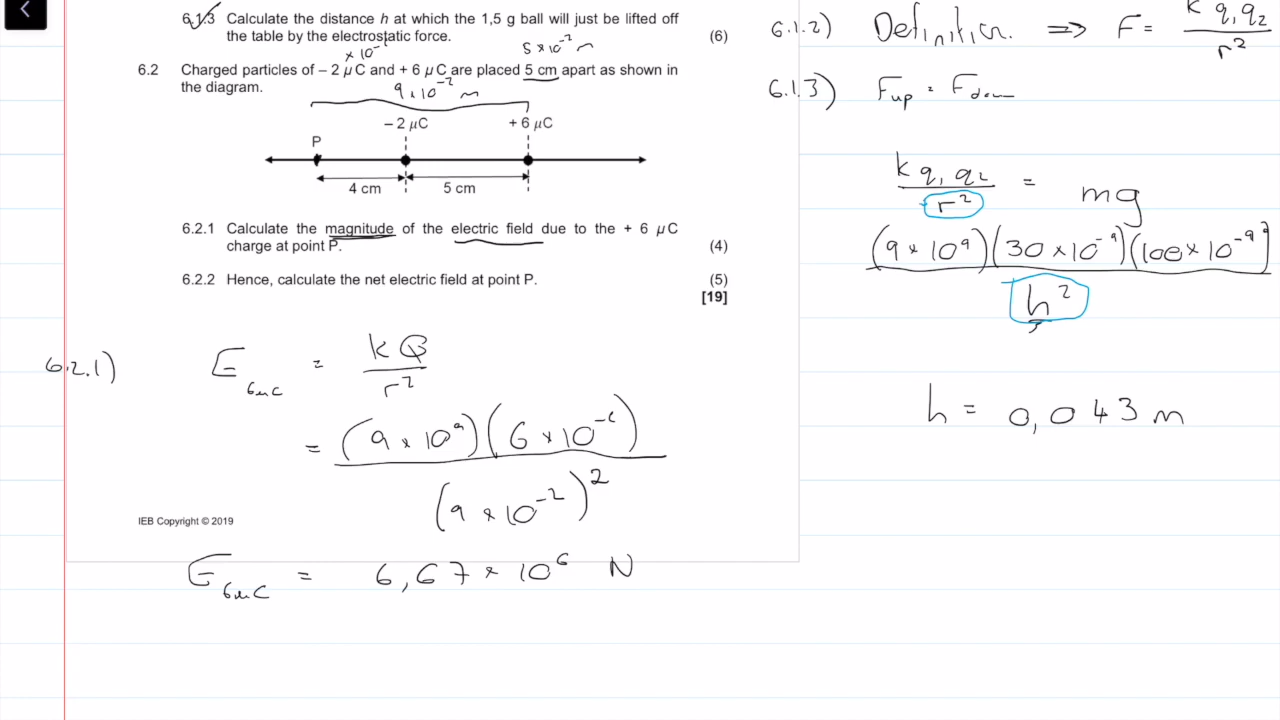 6.1.3 Calculate the distance h at which the 1,5 g ball will just be lifted off
the table by the electrostatic force. (6)
× 10⁻⁶
5 × 10⁻² m
6.2 Charged particles of – 2 μC and + 6 μC are placed 5 cm apart as shown in
the diagram.
9 × 10⁻² m
– 2 μC + 6 μC
P
4 cm 5 cm
6.2.1 Calculate the magnitude of the electric field due to the + 6 μC
charge at point P. (4)
6.2.2 Hence, calculate the net electric field at point P. (5)
[19]
6.2.1) E 6μC = kQ / r²
= (9 × 10⁹)(6 × 10⁻⁶) / (9 × 10⁻²)²
IEB Copyright © 2019
E 6μC = 6,67 × 10⁶ N
6.1.2) Definition. ⇒ F = k q₁ q₂ / r²
6.1.3) Fup = Fdown
k q₁ q₂ / r² = mg
(9 × 10⁹)(30 × 10⁻⁹)(100 × 10⁻⁹) / h²
h = 0,043 m